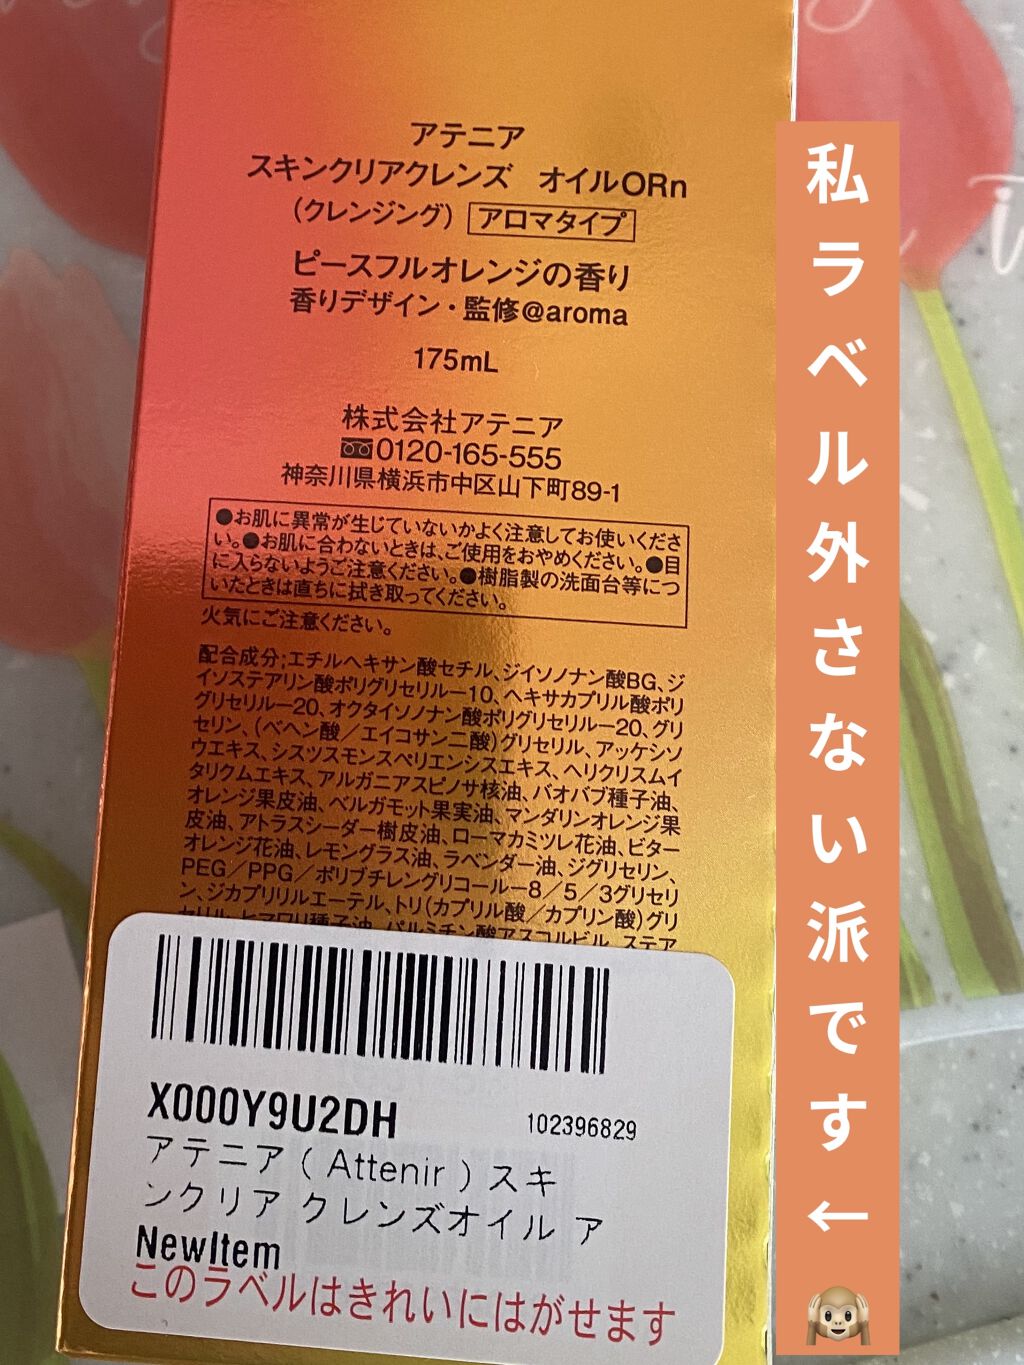 アテニア
スキンクリアクレンズ オイルORn
(クレンジング) アロマタイプ
ピースフルオレンジの香り
香りデザイン・監修@aroma
175mL
株式会社アテニア
0120-165-555
神奈川県横浜市中区山下町89-1
●お肌に異常が生じていないかよく注意してお使いくださ
い。●お肌に合わないときは、ご使用をおやめください。●目
に入らないようご注意ください。●樹脂製の洗面台等につ
いたときは直ちに拭き取ってください。
火気にご注意ください。
配合成分:エチルヘキサン酸セチル、ジイソノナン酸BG、ジ
イソステアリン酸ポリグリセリル－10、ヘキサカプリル酸ポリ
グリセリル－20、オクタイソノナン酸ポリグリセリル－20、グリ
セリン、(ベヘン酸／エイコサン二酸)グリセリル、アッケシソ
ウエキス、シスツスモンスペリエンシスエキス、ヘリクリスムイ
タリクムエキス、アルガニアスピノサ核油、バオバブ種子油、
オレンジ果皮油、ベルガモット果実油、マンダリンオレンジ果
皮油、アトラスシーダー樹皮油、ローマカミツレ花油、ビター
オレンジ花油、レモングラス油、ラベンダー油、ジグリセリン、
PEG／PPG／ポリブチレングリコール－8／5／3グリセリ
ン、ジカプリリルエーテル、トリ(カプリル酸／カプリン酸)グリ
セリル、ヒマワリ種子油、パルミチン酸アスコルビル、ステア
X000Y9U2DH
102396829
アテニア ( Attenir ) スキ
ンクリア クレンズオイル ア
NewItem
このラベルはきれいにはがせます
私ラベル外さない派です←🙉